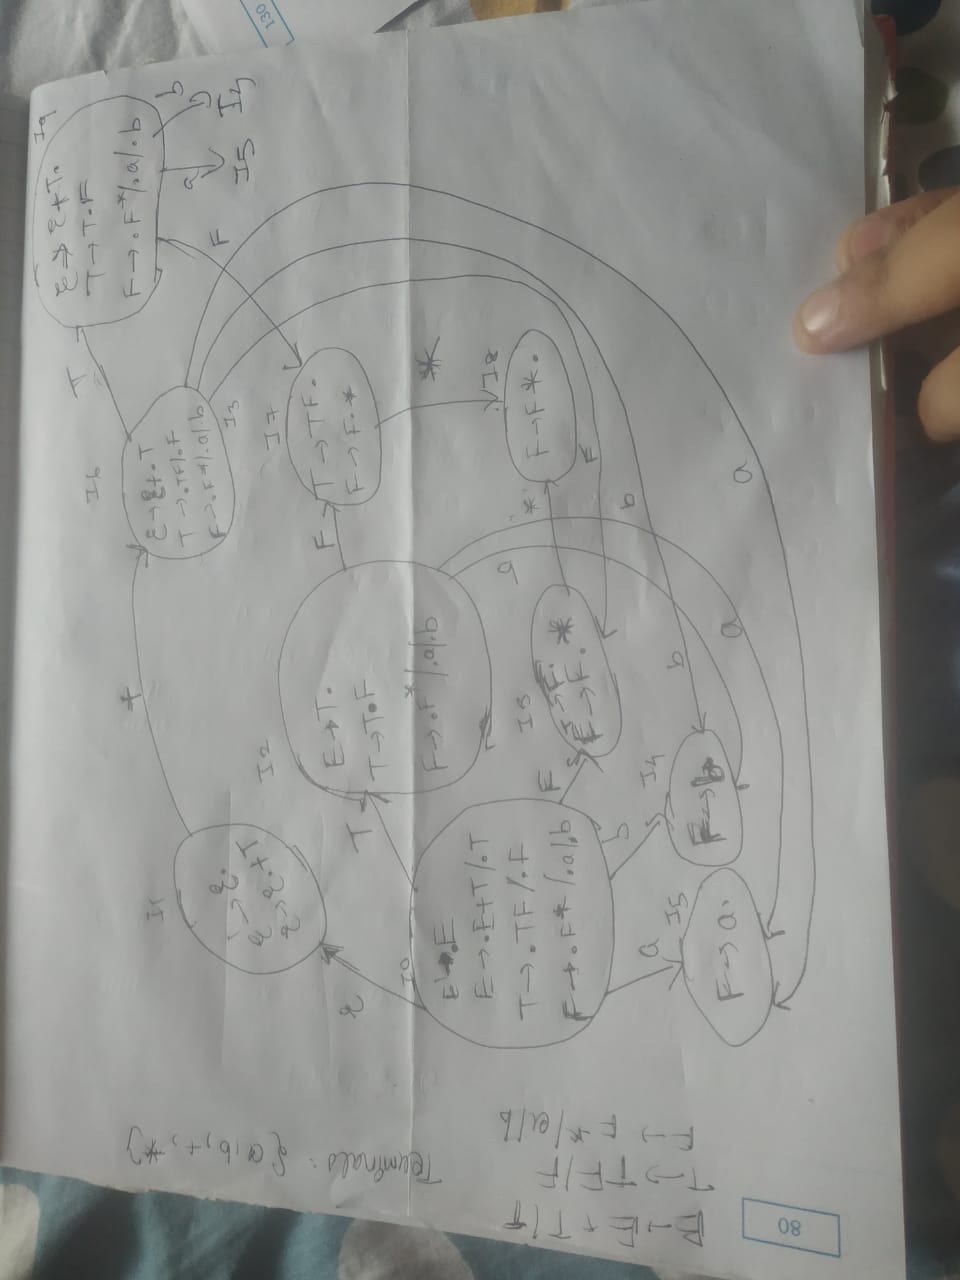 80
E → E + T / T
T → TF / F
F → F * / a / b
Terminals: { a, b, +, * }
I0
E' → .E
E → .E+T/.T
T → .TF/.F
F → .F*/.a/.b
E
I1
E' → E.
E → E.+T
T
I2
E → T.
T → T.F
F → .F*/.a/.b
F
I3
T → F.
F → F.*
b
I4
F → b.
a
I5
F → a.
+
I6
E → E+.T
T → .TF/.F
F → .F*/.a/.b
I3
F
I7
T → TF.
F → F.*
*
I8
F → F*.
*
T
I9
E → E+T.
T → T.F
F → .F*/.a/.b
F
a
I5
b
I4
F
b
b
a
a
a
130